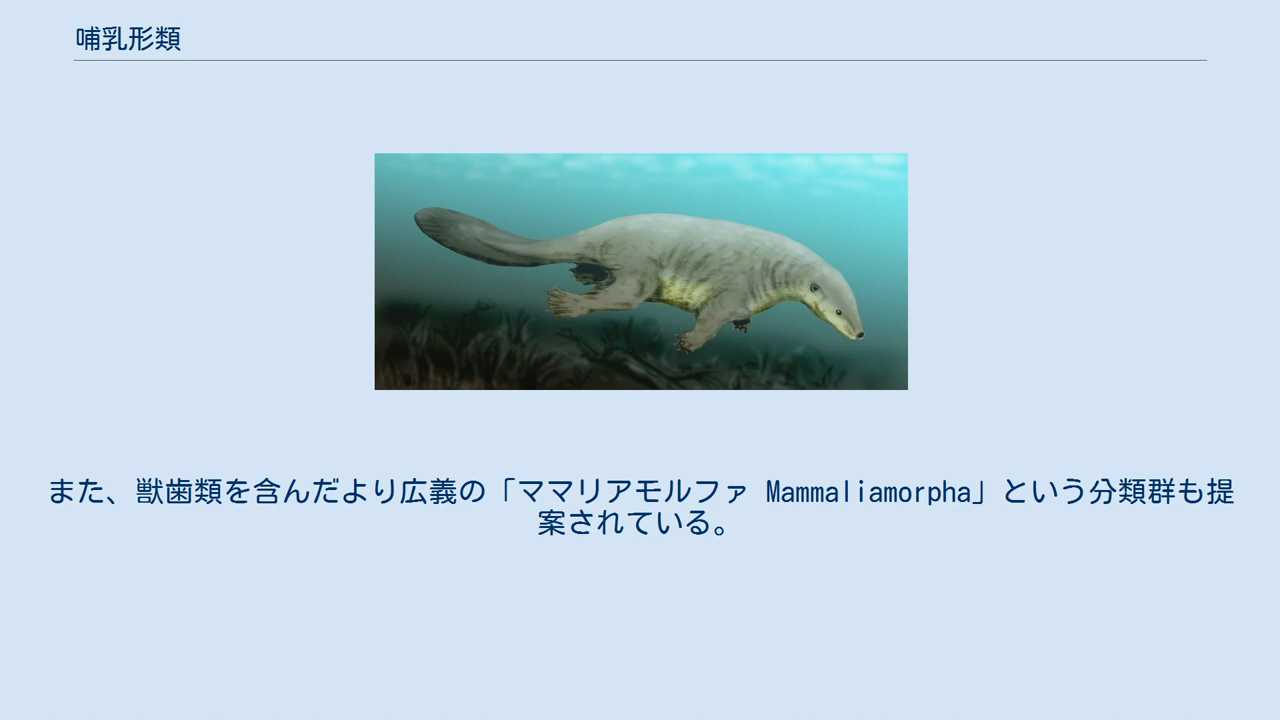 哺乳形類
また、獣歯類を含んだより広義の「ママリアモルファ Mammaliamorpha」という分類群も提
案されている。